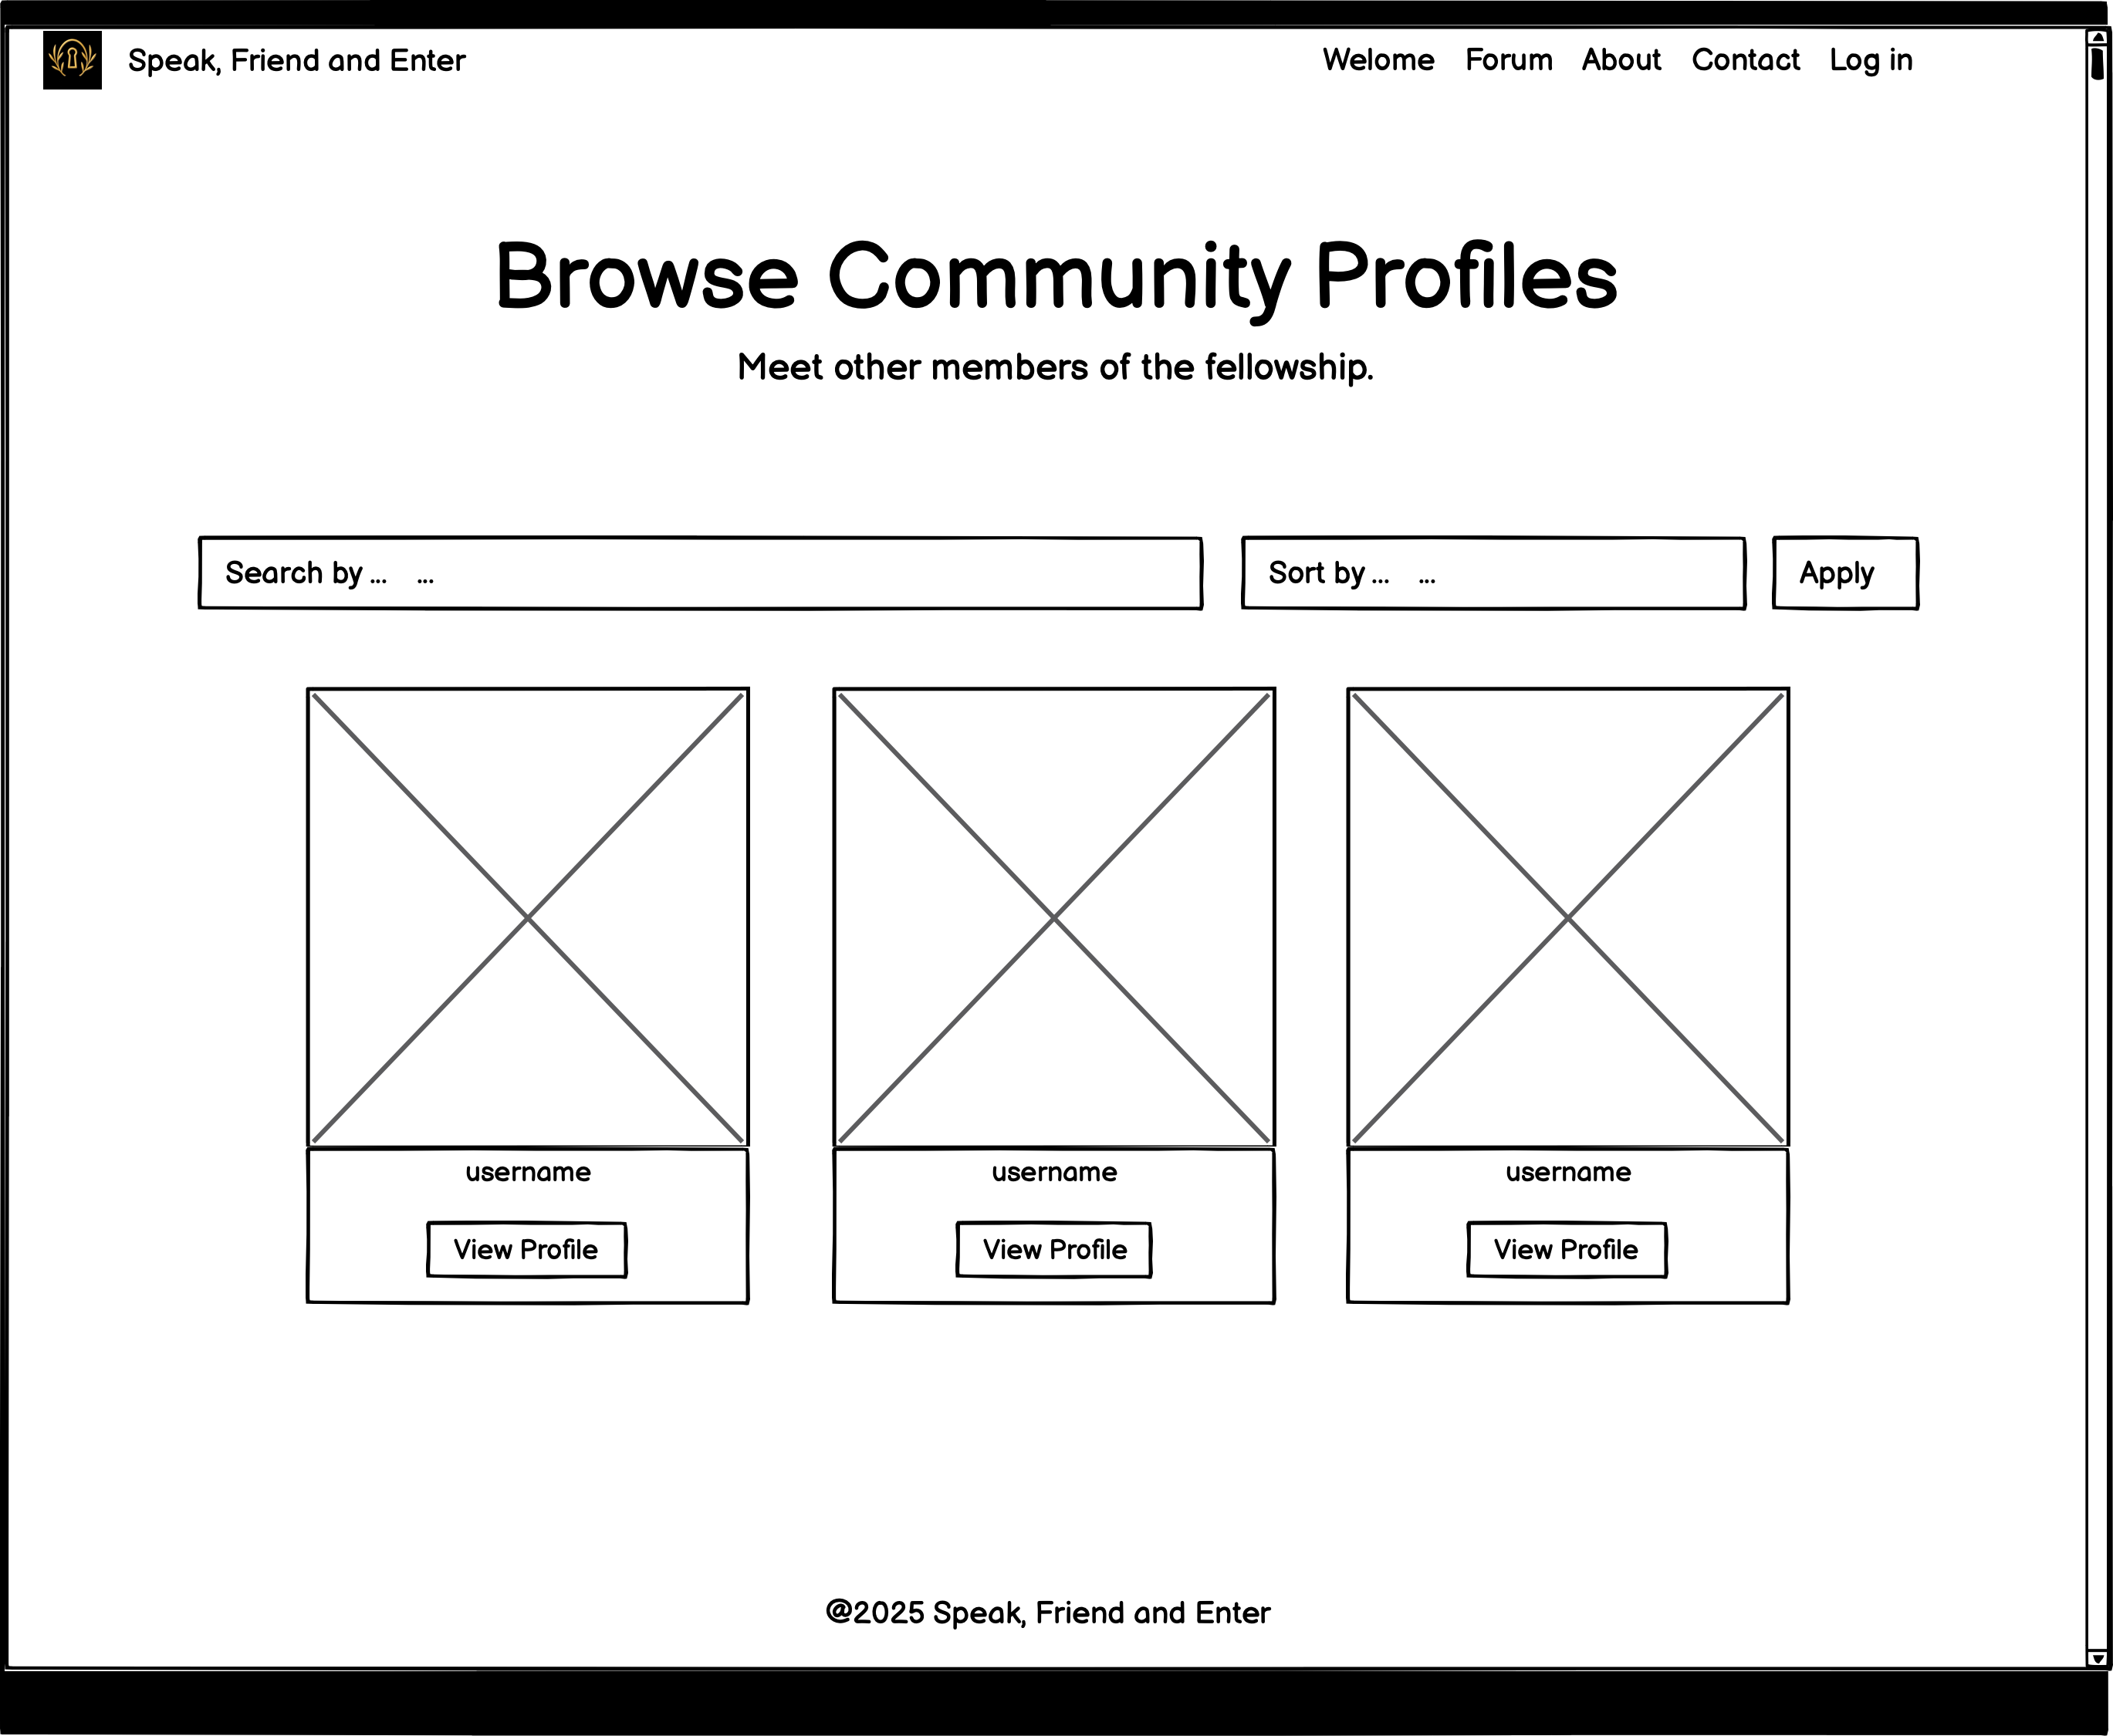 Speak, Friend and Enter Welome Forum About Contact Log in
Browse Community Profiles
Meet other members of the fellowship.
Search by ... ... Sort by ... ... Apply
username username username
View Profile View Profile View Profile
@2025 Speak, Friend and Enter